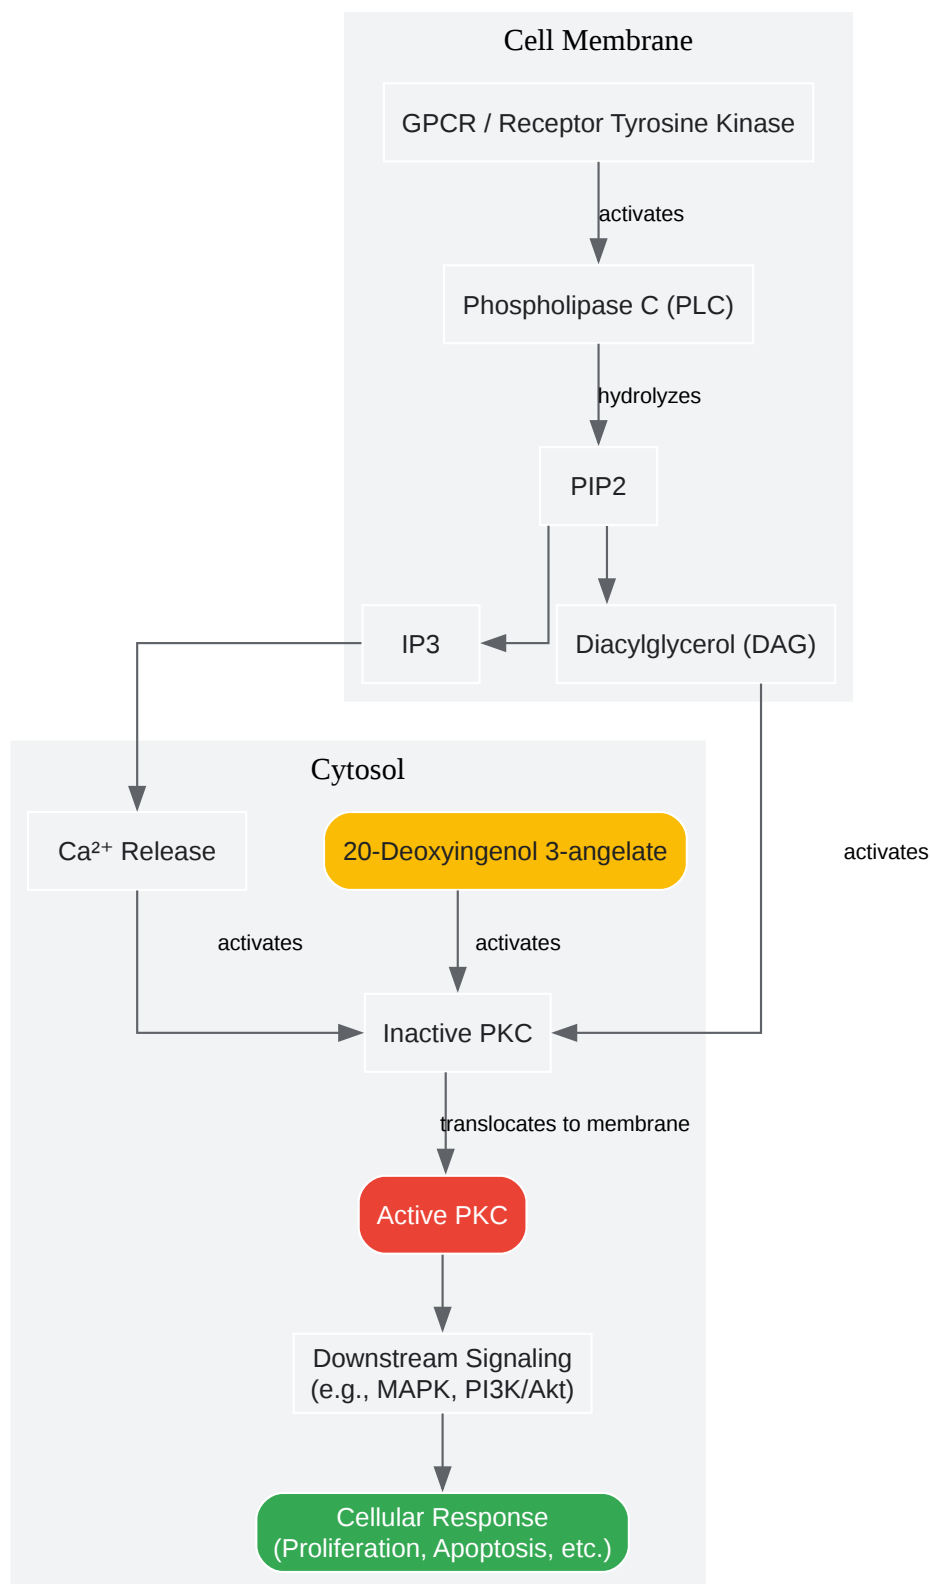 Cell Membrane
GPCR / Receptor Tyrosine Kinase
activates
Phospholipase C (PLC)
hydrolyzes
PIP2
IP3
Diacylglycerol (DAG)
Cytosol
Ca²⁺ Release
20-Deoxyingenol 3-angelate
activates
activates
activates
Inactive PKC
translocates to membrane
Active PKC
Downstream Signaling
(e.g., MAPK, PI3K/Akt)
Cellular Response
(Proliferation, Apoptosis, etc.)